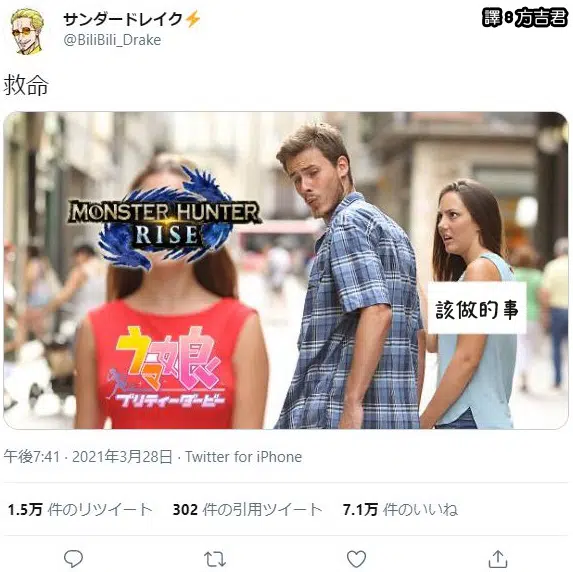 サンダードレイク⚡
@BiliBili_Drake
譯:方吉君
救命
MONSTER HUNTER
RISE
ウマ娘
プリティーダービー
該做的事
午後7:41 · 2021年3月28日 · Twitter for iPhone
1.5万 件のリツイート 302 件の引用ツイート 7.1万 件のいいね